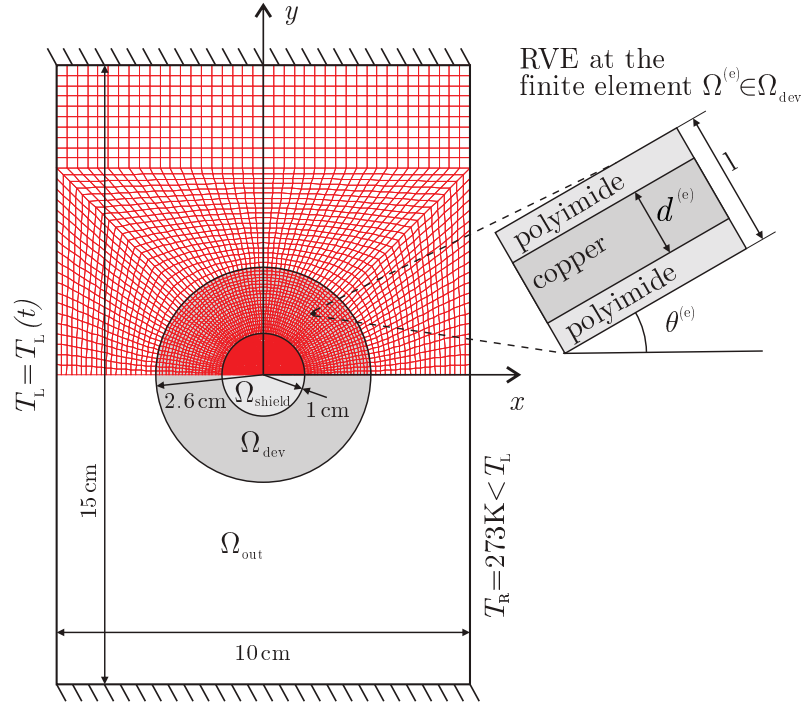 y
RVE at the
finite element Ω^(e)∈Ω_dev
polyimide
copper
polyimide
d^(e)
l
θ^(e)
T_L=T_L(t)
x
2.6 cm
Ω_shield
1 cm
Ω_dev
15 cm
Ω_out
T_R=273K<T_L
10 cm